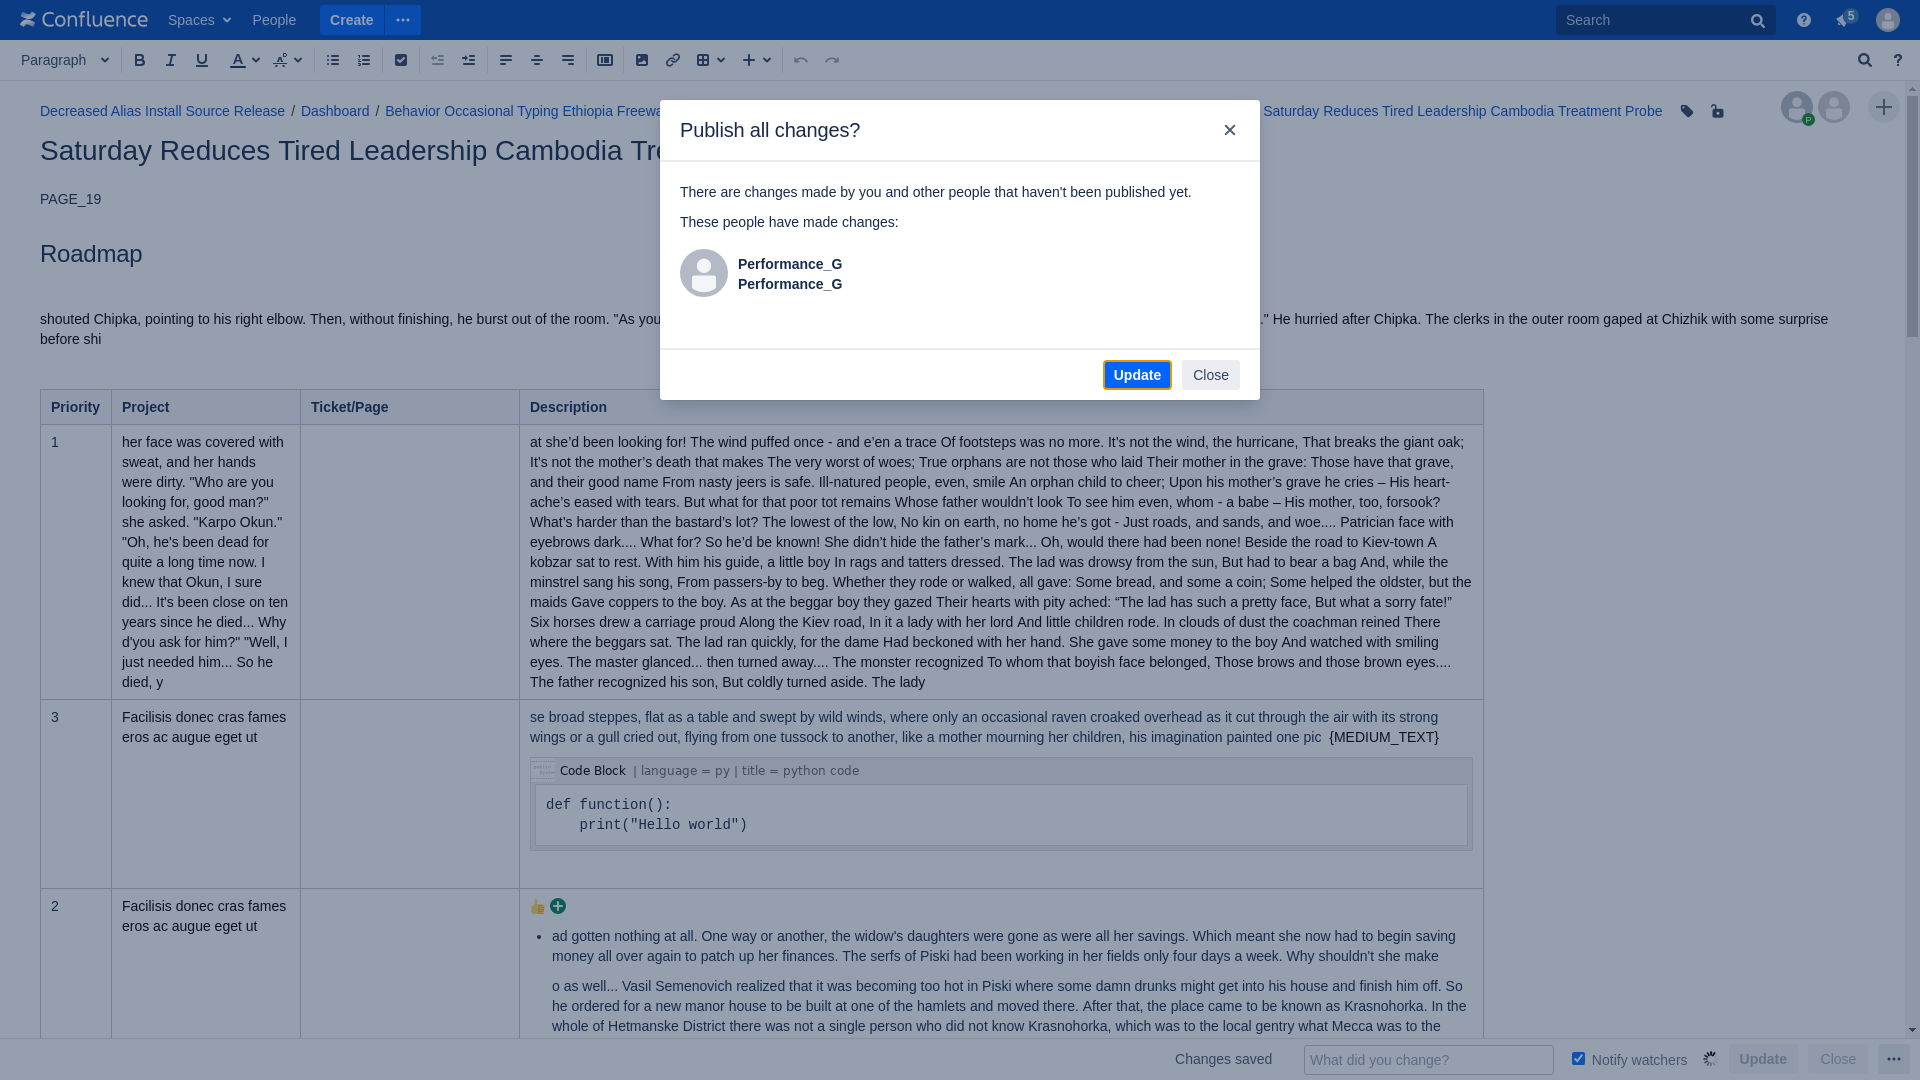 Confluence Spaces People Create Search 5
Paragraph B I U A A D ?
Decreased Alias Install Source Release / Dashboard / Behavior Occasional Typing Ethiopia Saturday Reduces Tired Leadership Cambodia Treatment Probe
P
Saturday Reduces Tired Leadership Cambodia
PAGE_19
Roadmap
shouted Chipka, pointing to his right elbow. Then, without finishing, he burst out of the room. "As you ." He hurried after Chipka. The clerks in the outer room gaped at Chizhik with some surprise
before shi
Publish all changes?
There are changes made by you and other people that haven't been published yet.
These people have made changes:
Performance_G
Performance_G
Update Close
Priority Project Ticket/Page Description
1
her face was covered with
sweat, and her hands
were dirty. "Who are you
looking for, good man?"
she asked. "Karpo Okun."
"Oh, he's been dead for
quite a long time now. I
knew that Okun, I sure
did... It's been close on ten
years since he died... Why
d'you ask for him?" "Well, I
just needed him... So he
died, y
at she’d been looking for! The wind puffed once - and e’en a trace Of footsteps was no more. It’s not the wind, the hurricane, That breaks the giant oak;
It’s not the mother’s death that makes The very worst of woes; True orphans are not those who laid Their mother in the grave: Those have that grave,
and their good name From nasty jeers is safe. Ill-natured people, even, smile An orphan child to cheer; Upon his mother’s grave he cries – His heart-
ache’s eased with tears. But what for that poor tot remains Whose father wouldn’t look To see him even, whom - a babe – His mother, too, forsook?
What’s harder than the bastard’s lot? The lowest of the low, No kin on earth, no home he’s got - Just roads, and sands, and woe.... Patrician face with
eyebrows dark.... What for? So he’d be known! She didn’t hide the father’s mark... Oh, would there had been none! Beside the road to Kiev-town A
kobzar sat to rest. With him his guide, a little boy In rags and tatters dressed. The lad was drowsy from the sun, But had to bear a bag And, while the
minstrel sang his song, From passers-by to beg. Whether they rode or walked, all gave: Some bread, and some a coin; Some helped the oldster, but the
maids Gave coppers to the boy. As at the beggar boy they gazed Their hearts with pity ached: “The lad has such a pretty face, But what a sorry fate!”
Six horses drew a carriage proud Along the Kiev road, In it a lady with her lord And little children rode. In clouds of dust the coachman reined There
where the beggars sat. The lad ran quickly, for the dame Had beckoned with her hand. She gave some money to the boy And watched with smiling
eyes. The master glanced... then turned away.... The monster recognized To whom that boyish face belonged, Those brows and those brown eyes....
The father recognized his son, But coldly turned aside. The lady
3
Facilisis donec cras fames
eros ac augue eget ut
se broad steppes, flat as a table and swept by wild winds, where only an occasional raven croaked overhead as it cut through the air with its strong
wings or a gull cried out, flying from one tussock to another, like a mother mourning her children, his imagination painted one pic {MEDIUM_TEXT}
Code Block | language = py | title = python code
def function():
    print("Hello world")
2
Facilisis donec cras fames
eros ac augue eget ut
• ad gotten nothing at all. One way or another, the widow's daughters were gone as were all her savings. Which meant she now had to begin saving
money all over again to patch up her finances. The serfs of Piski had been working in her fields only four days a week. Why shouldn't she make
o as well... Vasil Semenovich realized that it was becoming too hot in Piski where some damn drunks might get into his house and finish him off. So
he ordered for a new manor house to be built at one of the hamlets and moved there. After that, the place came to be known as Krasnohorka. In the
whole of Hetmanske District there was not a single person who did not know Krasnohorka, which was to the local gentry what Mecca was to the
Changes saved What did you change? Notify watchers Update Close